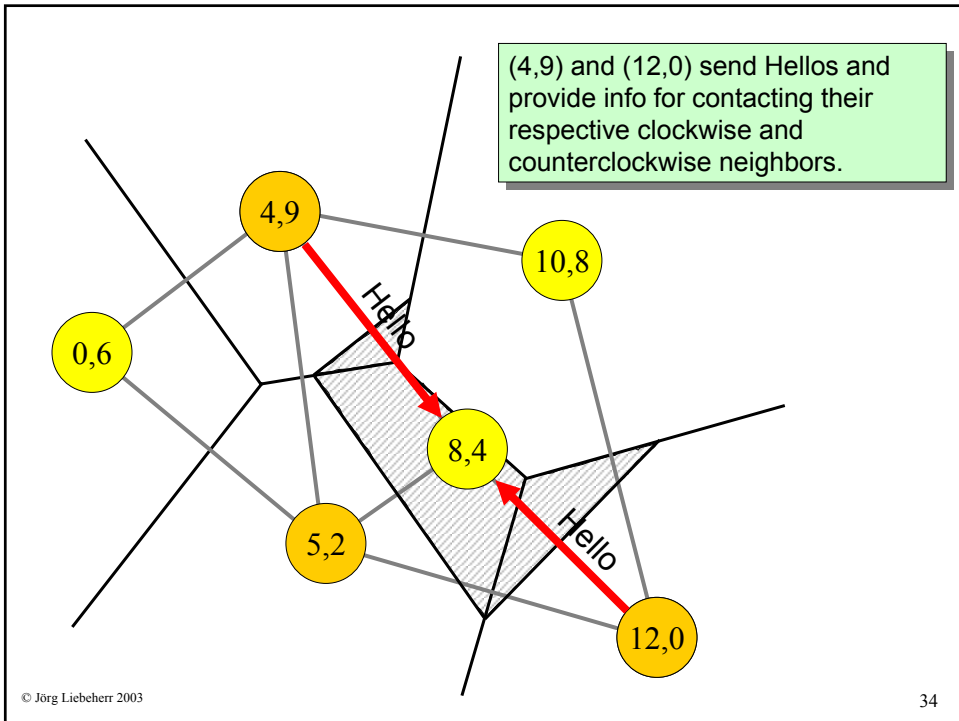 (4,9) and (12,0) send Hellos and
provide info for contacting their
respective clockwise and
counterclockwise neighbors.
4,9
10,8
Hello
0,6
8,4
5,2
Hello
12,0
© Jörg Liebeherr 2003
34